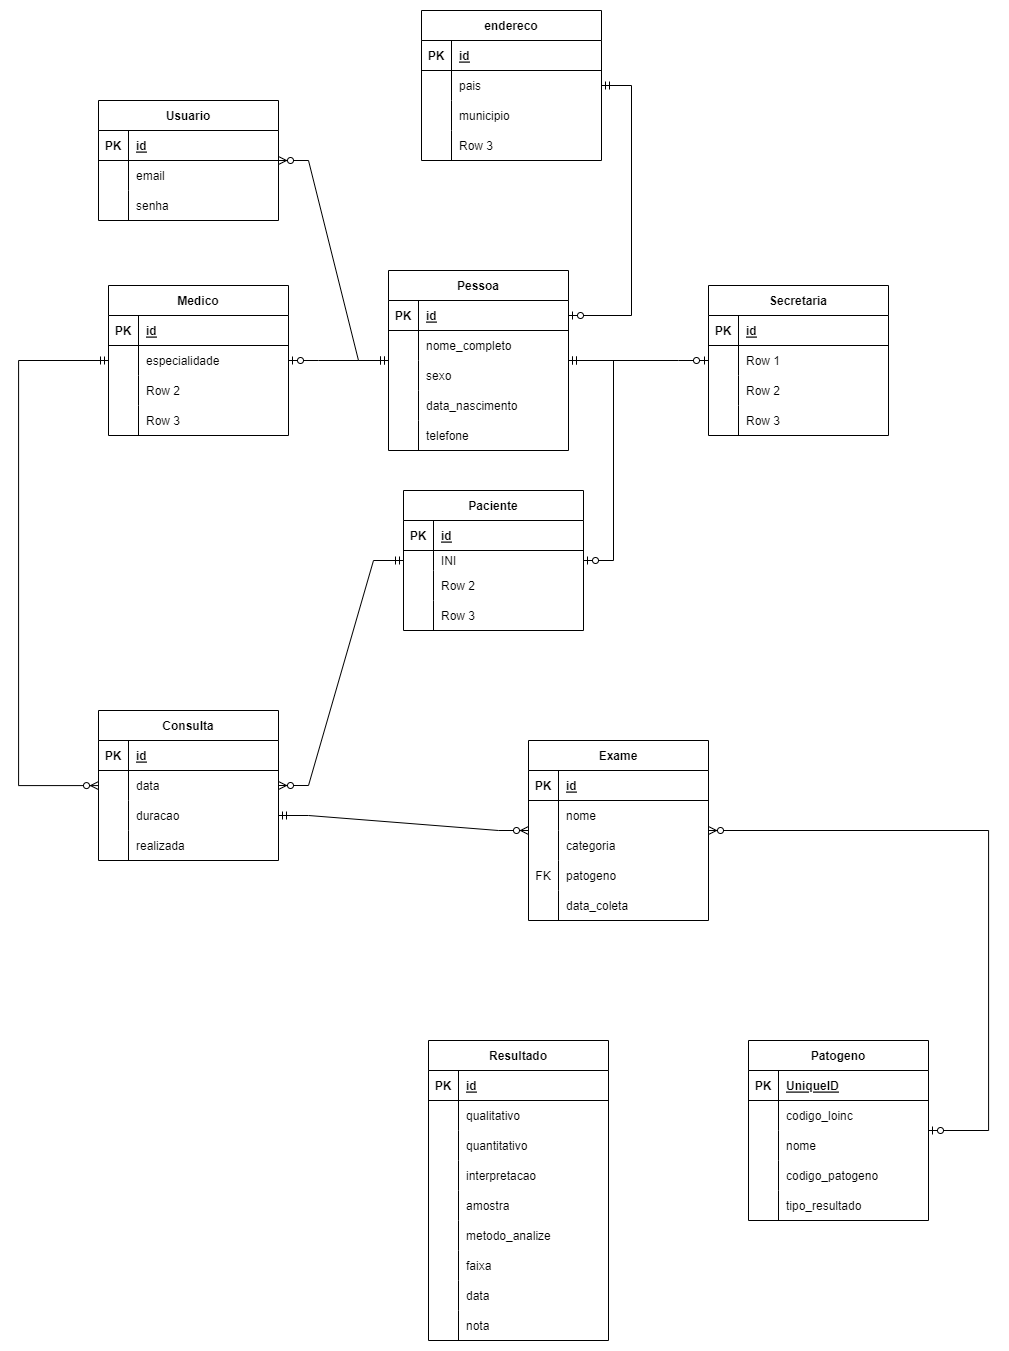 endereco
PK id
pais
municipio
Row 3
Usuario
PK id
email
senha
Medico
PK id
especialidade
Row 2
Row 3
Pessoa
PK id
nome_completo
sexo
data_nascimento
telefone
Secretaria
PK id
Row 1
Row 2
Row 3
Paciente
PK id
INI
Row 2
Row 3
Consulta
PK id
data
duracao
realizada
Exame
PK id
nome
categoria
FK patogeno
data_coleta
Resultado
PK id
qualitativo
quantitativo
interpretacao
amostra
metodo_analize
faixa
data
nota
Patogeno
PK UniqueID
codigo_loinc
nome
codigo_patogeno
tipo_resultado